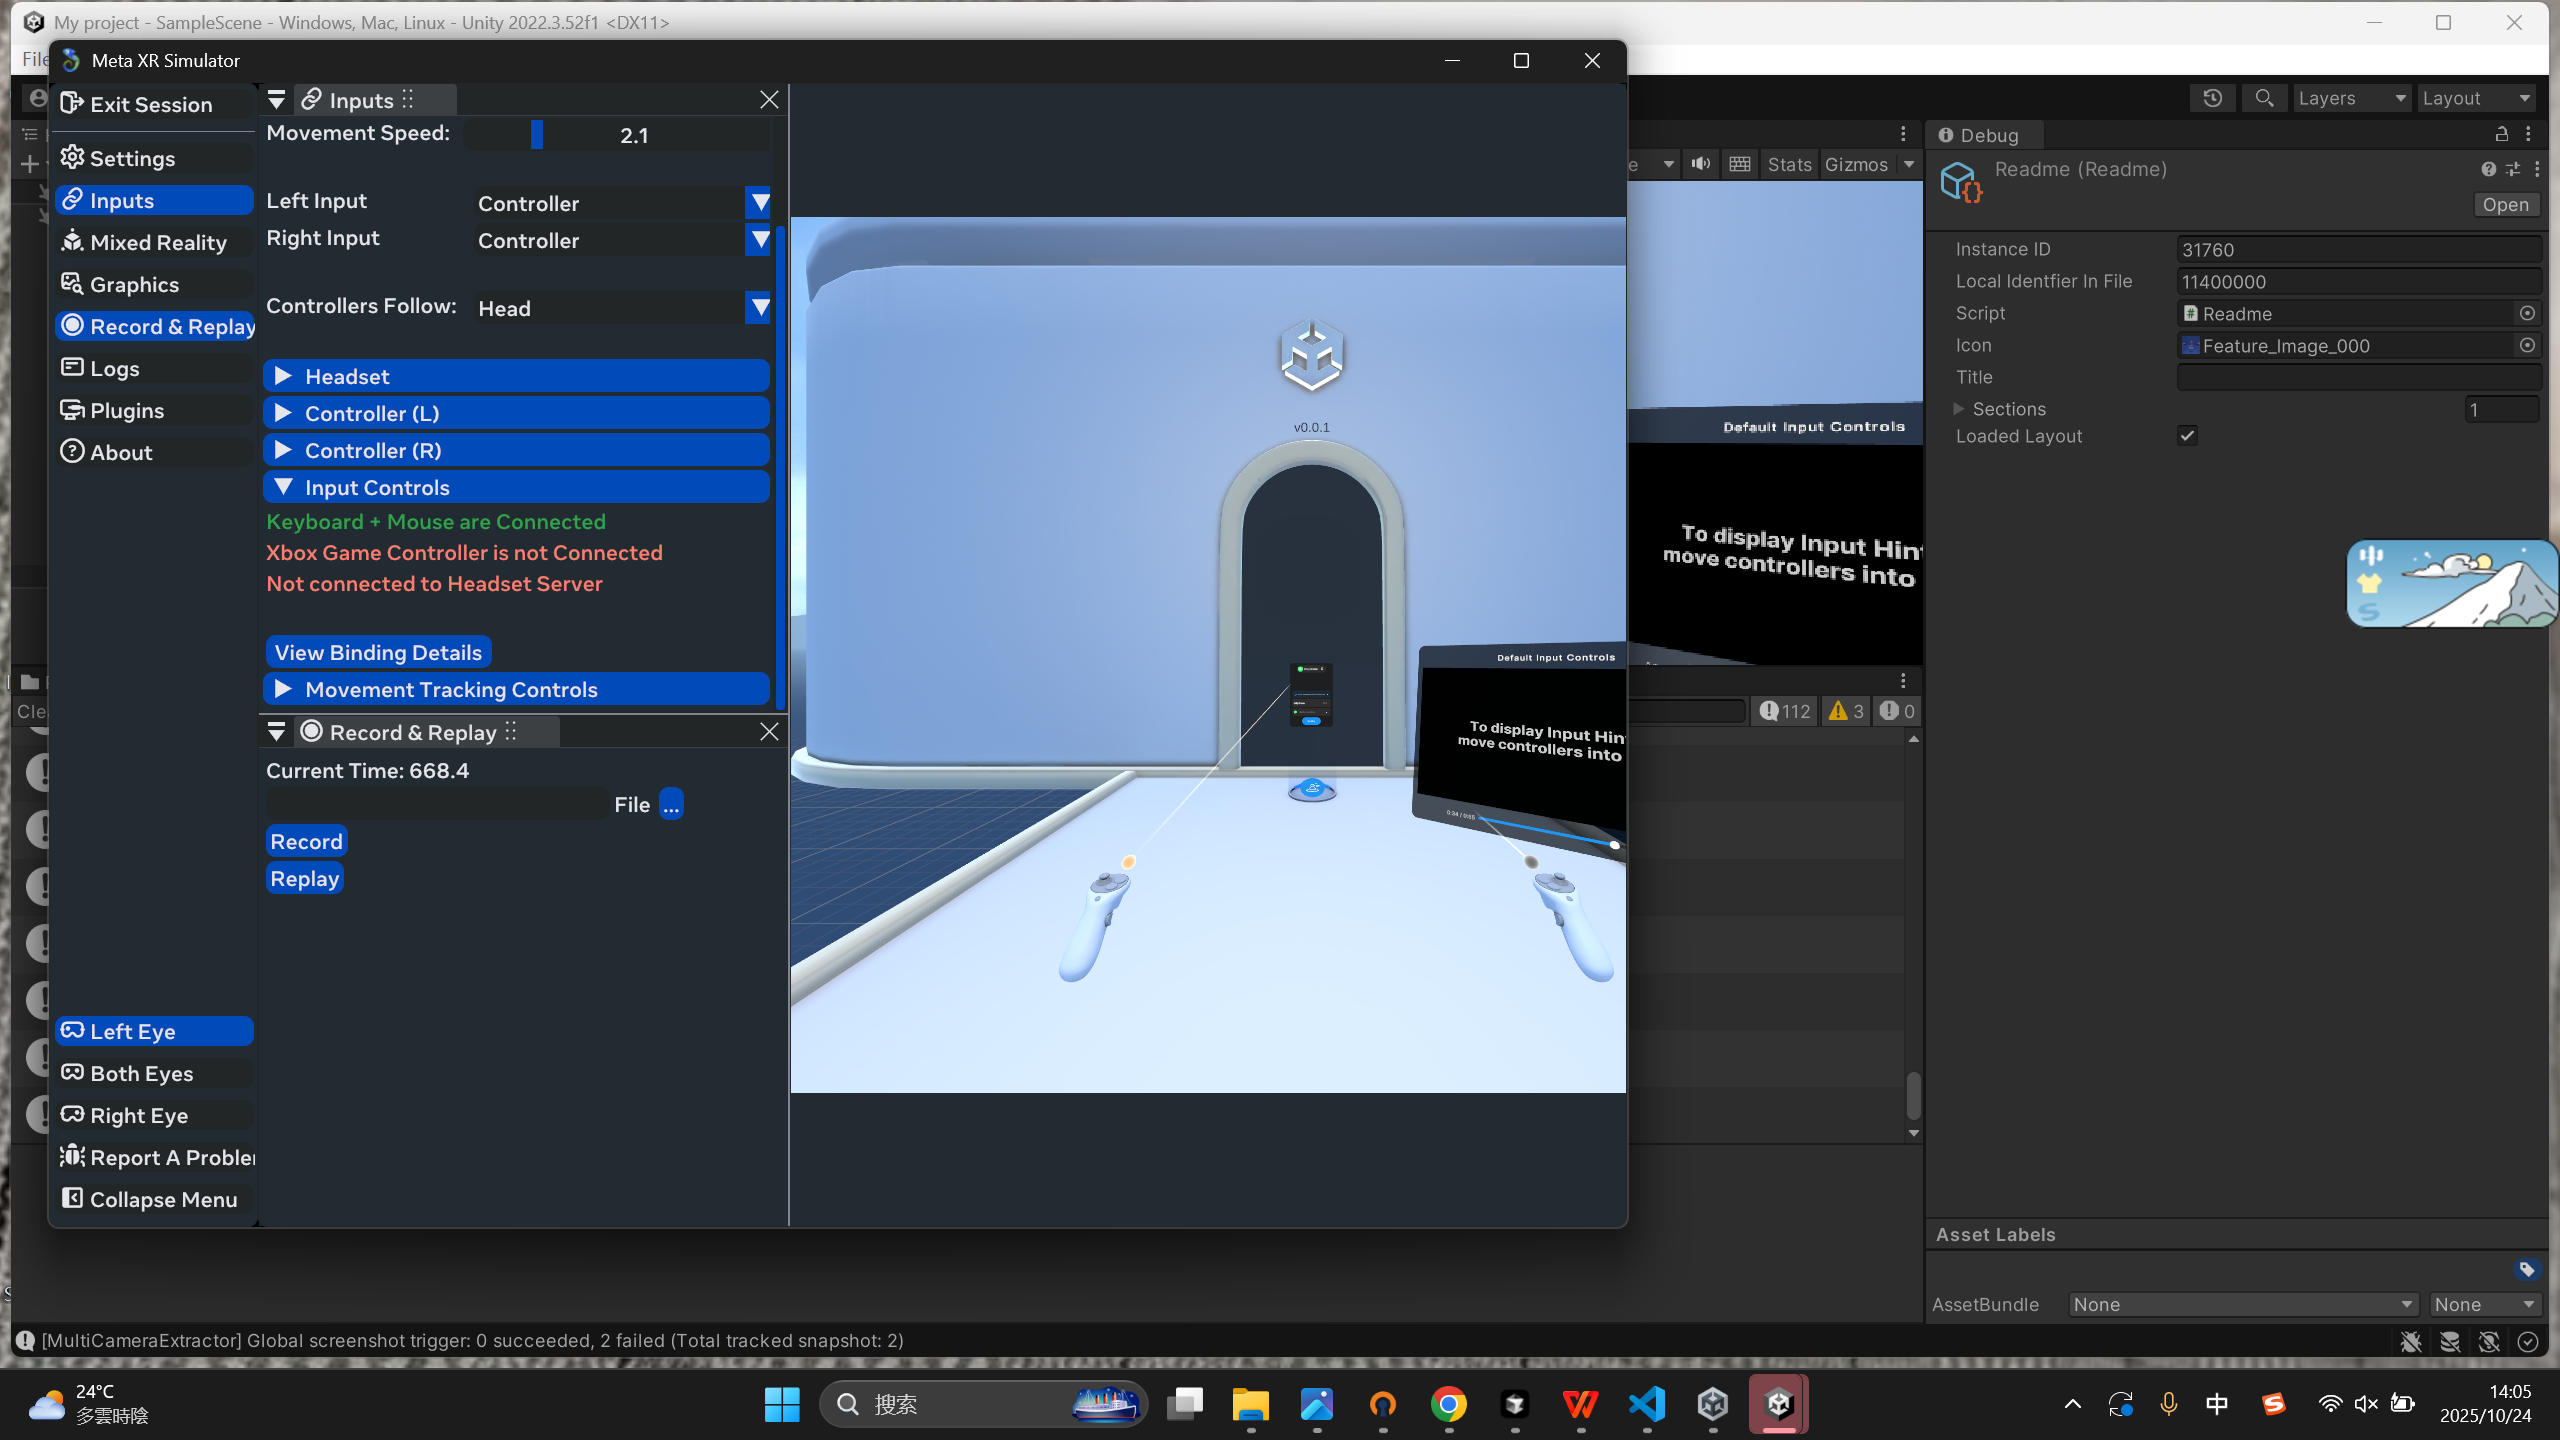 My project - SampleScene - Windows, Mac, Linux - Unity 2022.3.52f1 <DX11>
File
Meta XR Simulator
Exit Session
Settings
Inputs
Mixed Reality
Graphics
Record & Replay
Logs
Plugins
About
Left Eye
Both Eyes
Right Eye
Report A Probler
Collapse Menu
Inputs
Movement Speed: 2.1
Left Input Controller
Right Input Controller
Controllers Follow: Head
Headset
Controller (L)
Controller (R)
Input Controls
Keyboard + Mouse are Connected
Xbox Game Controller is not Connected
Not connected to Headset Server
View Binding Details
Movement Tracking Controls
Record & Replay
Current Time: 668.4
File ...
Record
Replay
v0.0.1
Default Input Controls
To display Input Hin
move controllers into
Layers Layout
Stats Gizmos
Default Input Controls
To display Input Hin
move controllers into
112 3 0
Debug
Readme (Readme)
Open
Instance ID 31760
Local Identfier In File 11400000
Script Readme
Icon Feature_Image_000
Title
Sections 1
Loaded Layout
Asset Labels
AssetBundle None None
Cle
[MultiCameraExtractor] Global screenshot trigger: 0 succeeded, 2 failed (Total tracked snapshot: 2)
24°C
多雲時陰
搜索
中
14:05
2025/10/24